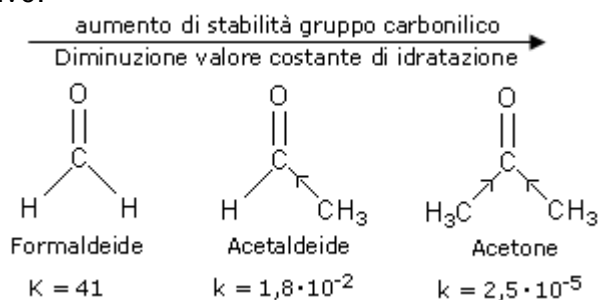 aumento di stabilità gruppo carbonilico
Diminuzione valore costante di idratazione
O O O
C C C
H H H CH3 H3C CH3
Formaldeide Acetaldeide Acetone
K = 41 k = 1,8·10-2 k = 2,5·10-5